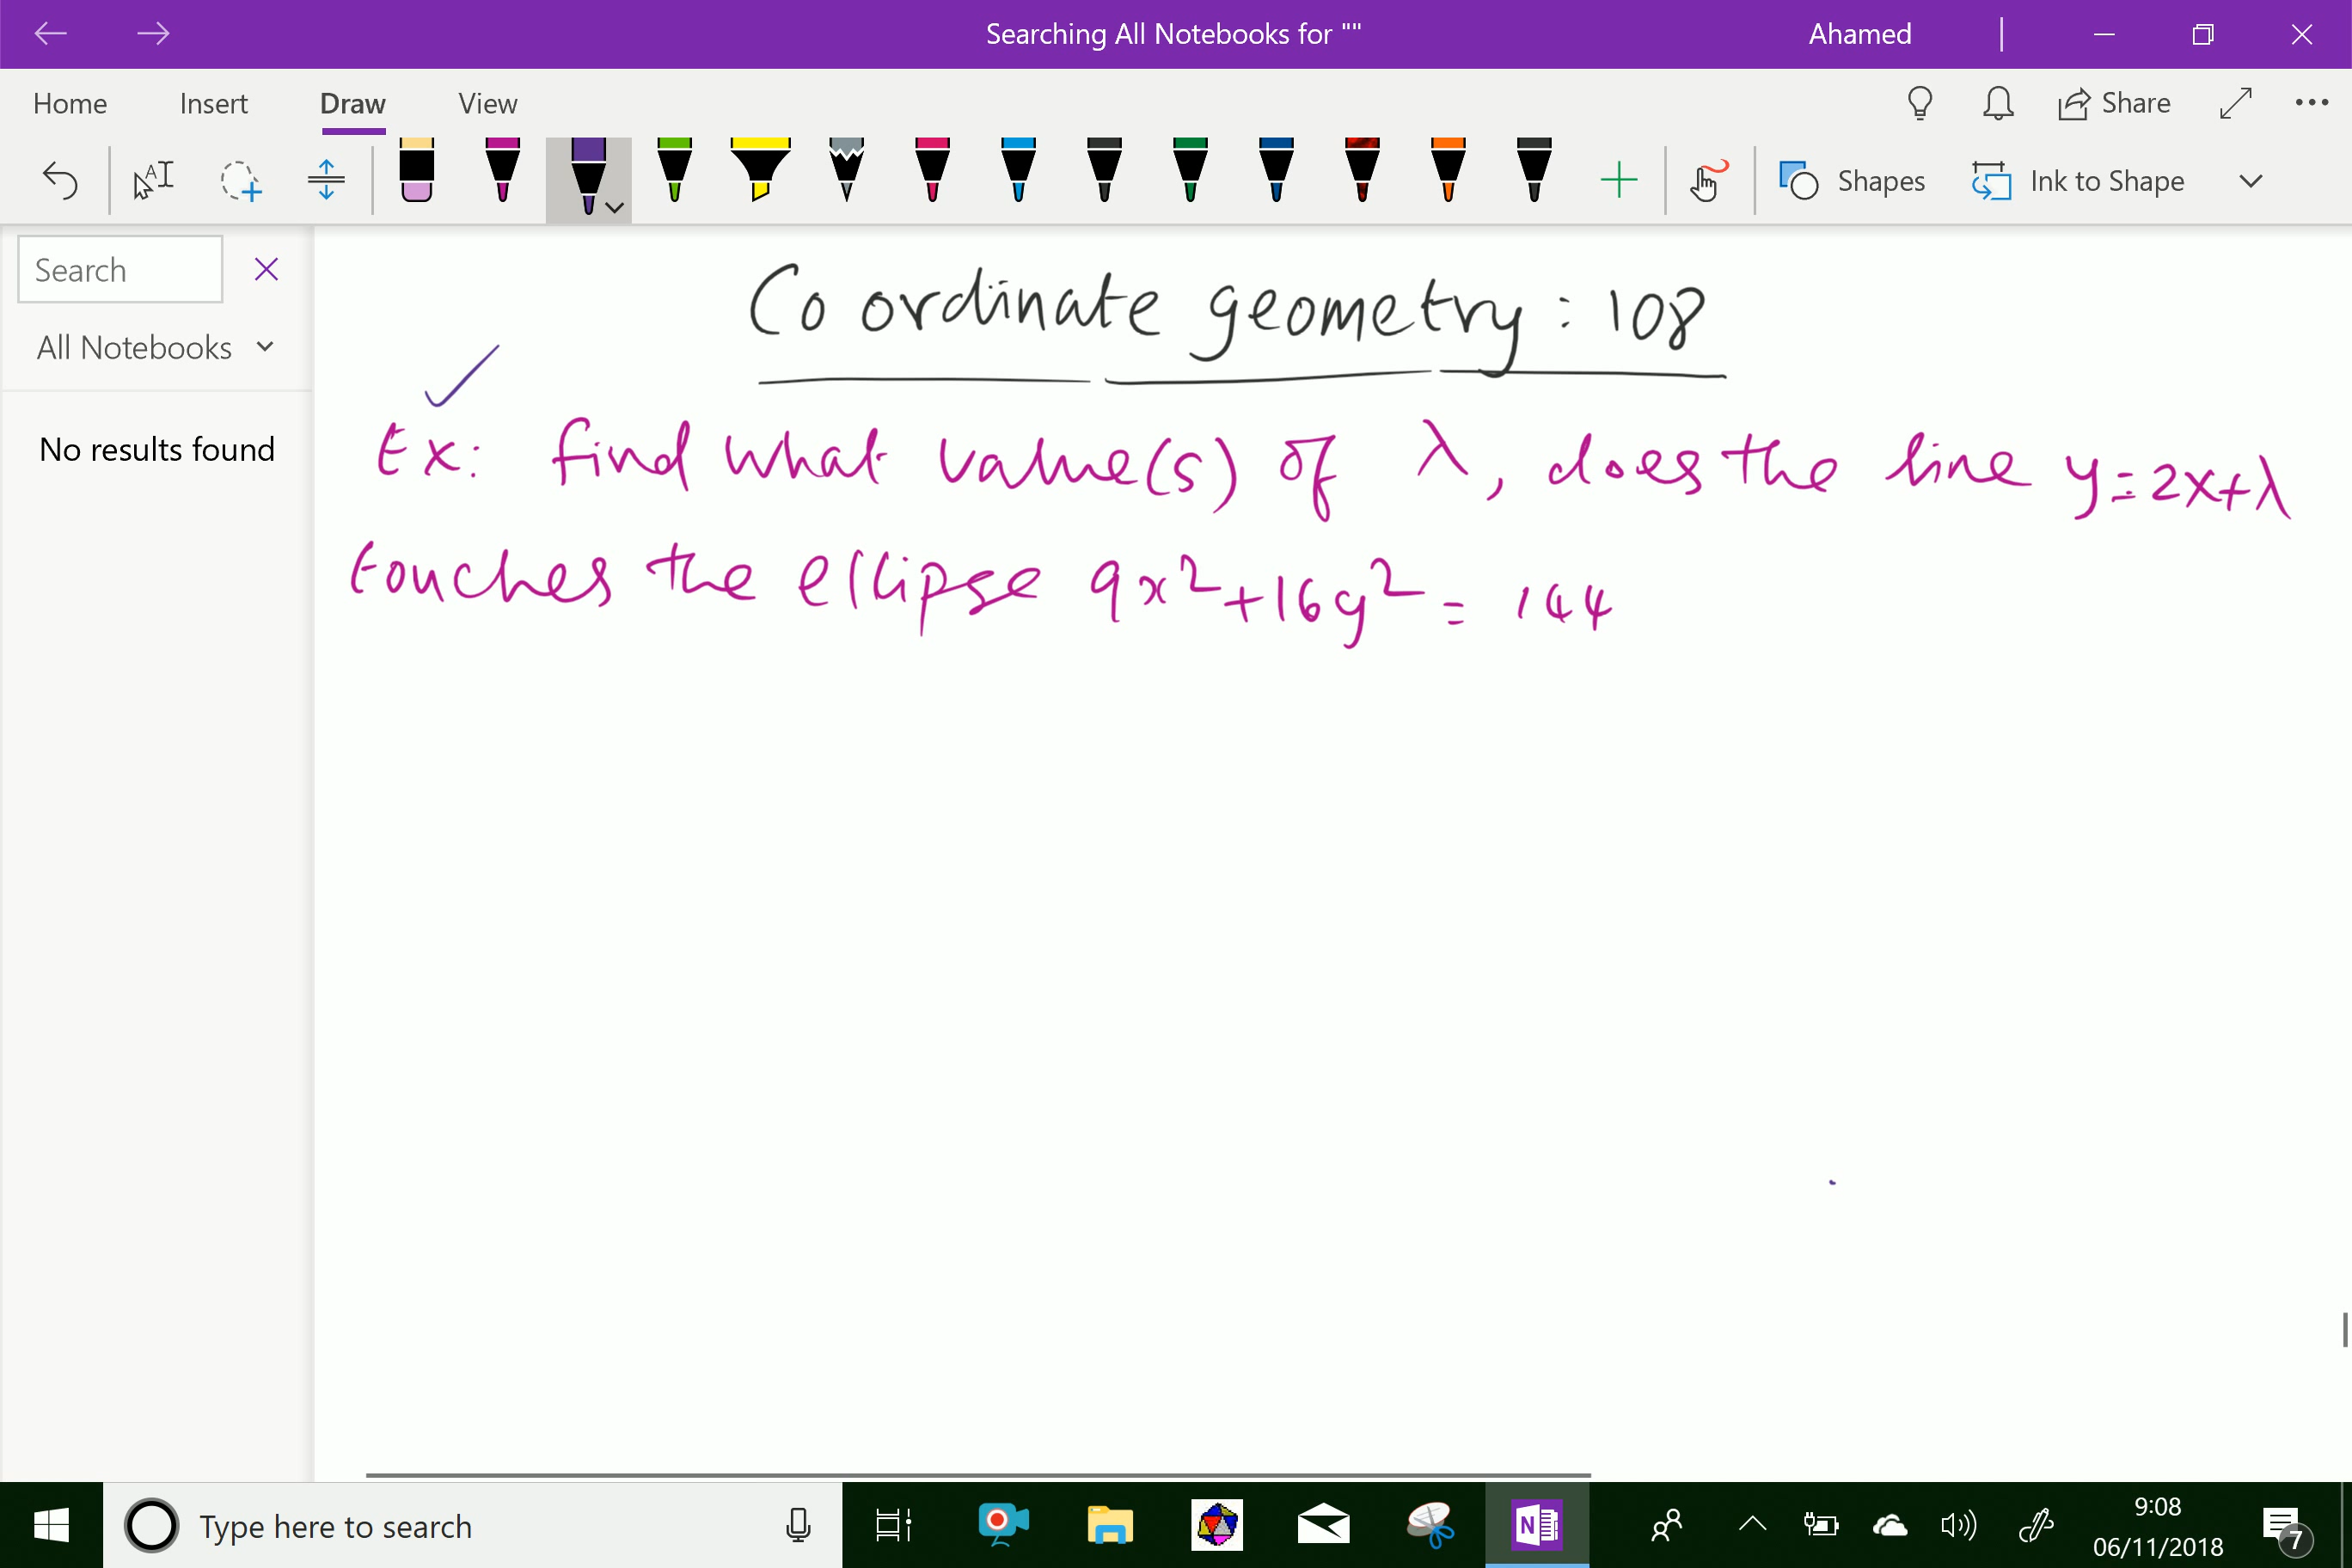 Searching All Notebooks for ""
Ahamed
Home Insert Draw View
Share
Shapes
Ink to Shape
Search
All Notebooks
No results found
Co ordinate geometry : 108
Ex: find what value(s) of λ, does the line y=2x+λ
touches the ellipse 9x²+16y² = 144
Type here to search
N
9:08
06/11/2018
7